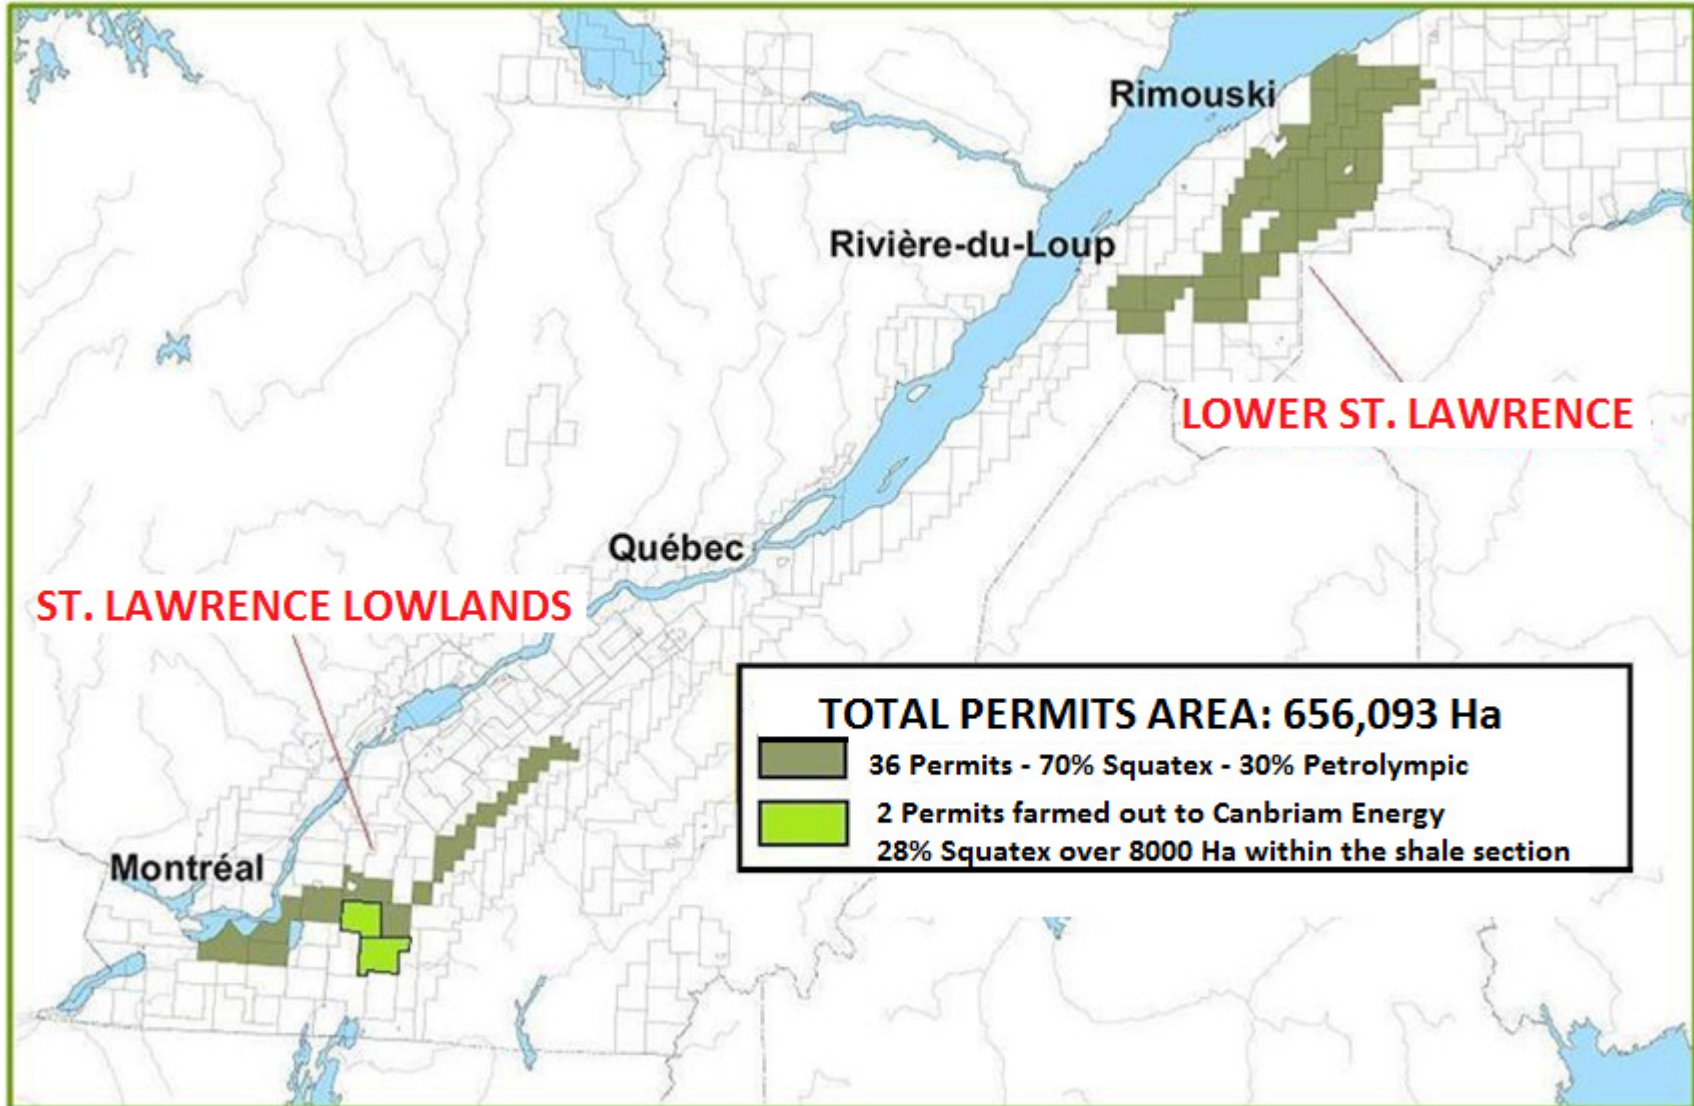 Rimouski
Rivière-du-Loup
LOWER ST. LAWRENCE
Québec
ST. LAWRENCE LOWLANDS
TOTAL PERMITS AREA: 656,093 Ha
36 Permits - 70% Squatex - 30% Petrolympic
2 Permits farmed out to Canbriam Energy
28% Squatex over 8000 Ha within the shale section
Montréal